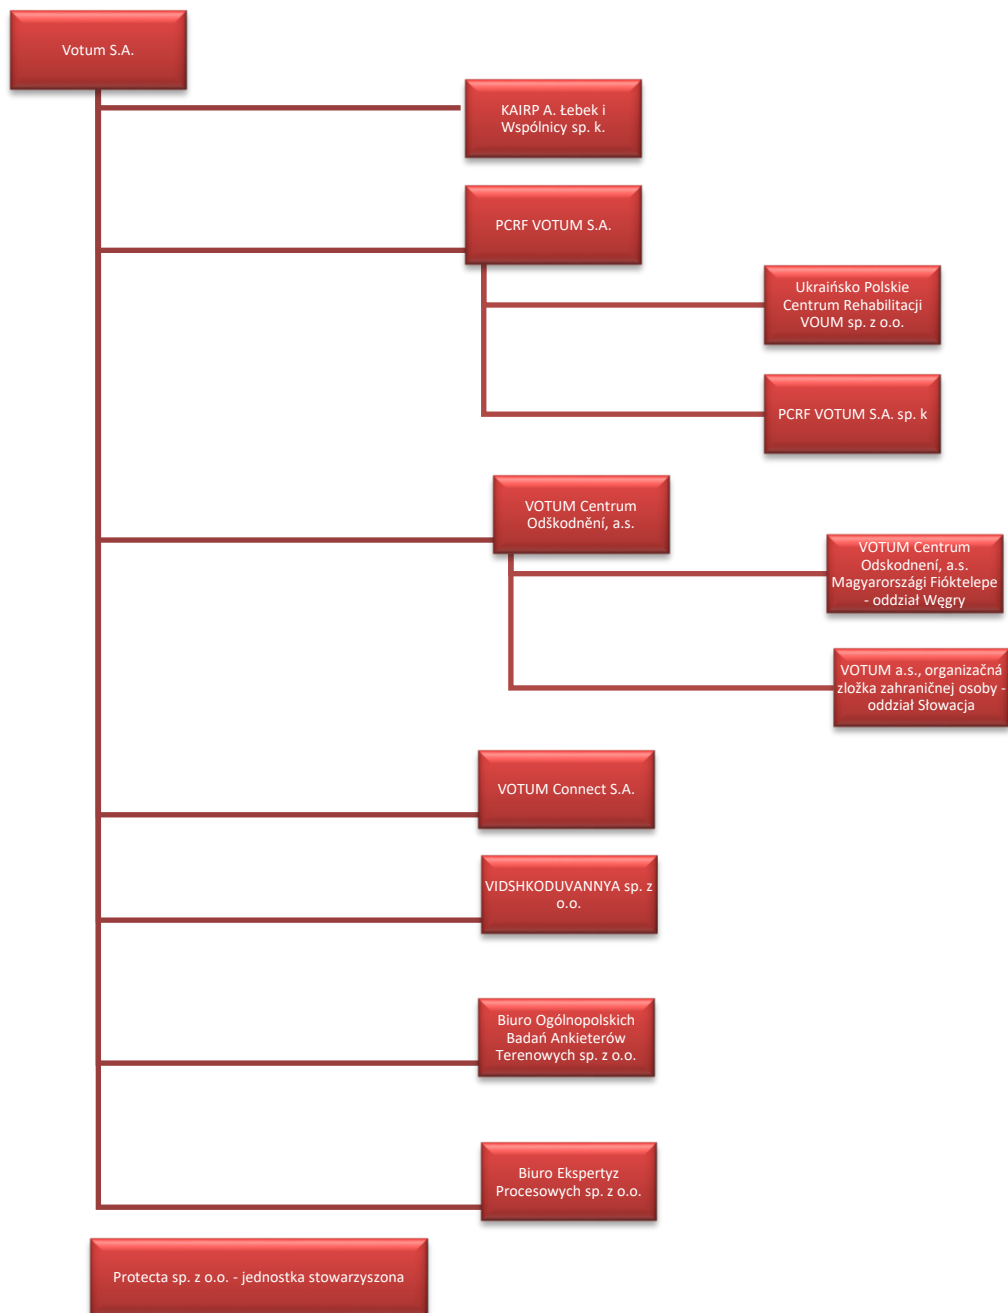 Votum S.A.
KAIRP A. Łebek i
Wspólnicy sp. k.
PCRF VOTUM S.A.
Ukraińsko Polskie
Centrum Rehabilitacji
VOUM sp. z o.o.
PCRF VOTUM S.A. sp. k
VOTUM Centrum
Odškodnění, a.s.
VOTUM Centrum
Odskodnení, a.s.
Magyarországi Fióktelepe
- oddział Węgry
VOTUM a.s., organizačná
zložka zahraničnej osoby -
oddział Słowacja
VOTUM Connect S.A.
VIDSHKODUVANNYA sp. z
o.o.
Biuro Ogólnopolskich
Badań Ankieterów
Terenowych sp. z o.o.
Biuro Ekspertyz
Procesowych sp. z o.o.
Protecta sp. z o.o. - jednostka stowarzyszona